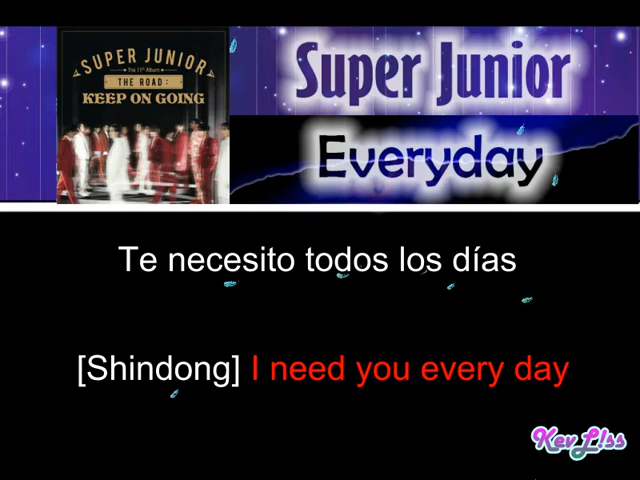 SUPER JUNIOR
The 11th Album
THE ROAD:
KEEP ON GOING
Super Junior
Everyday
Te necesito todos los días
[Shindong] I need you every day
KevL!ss